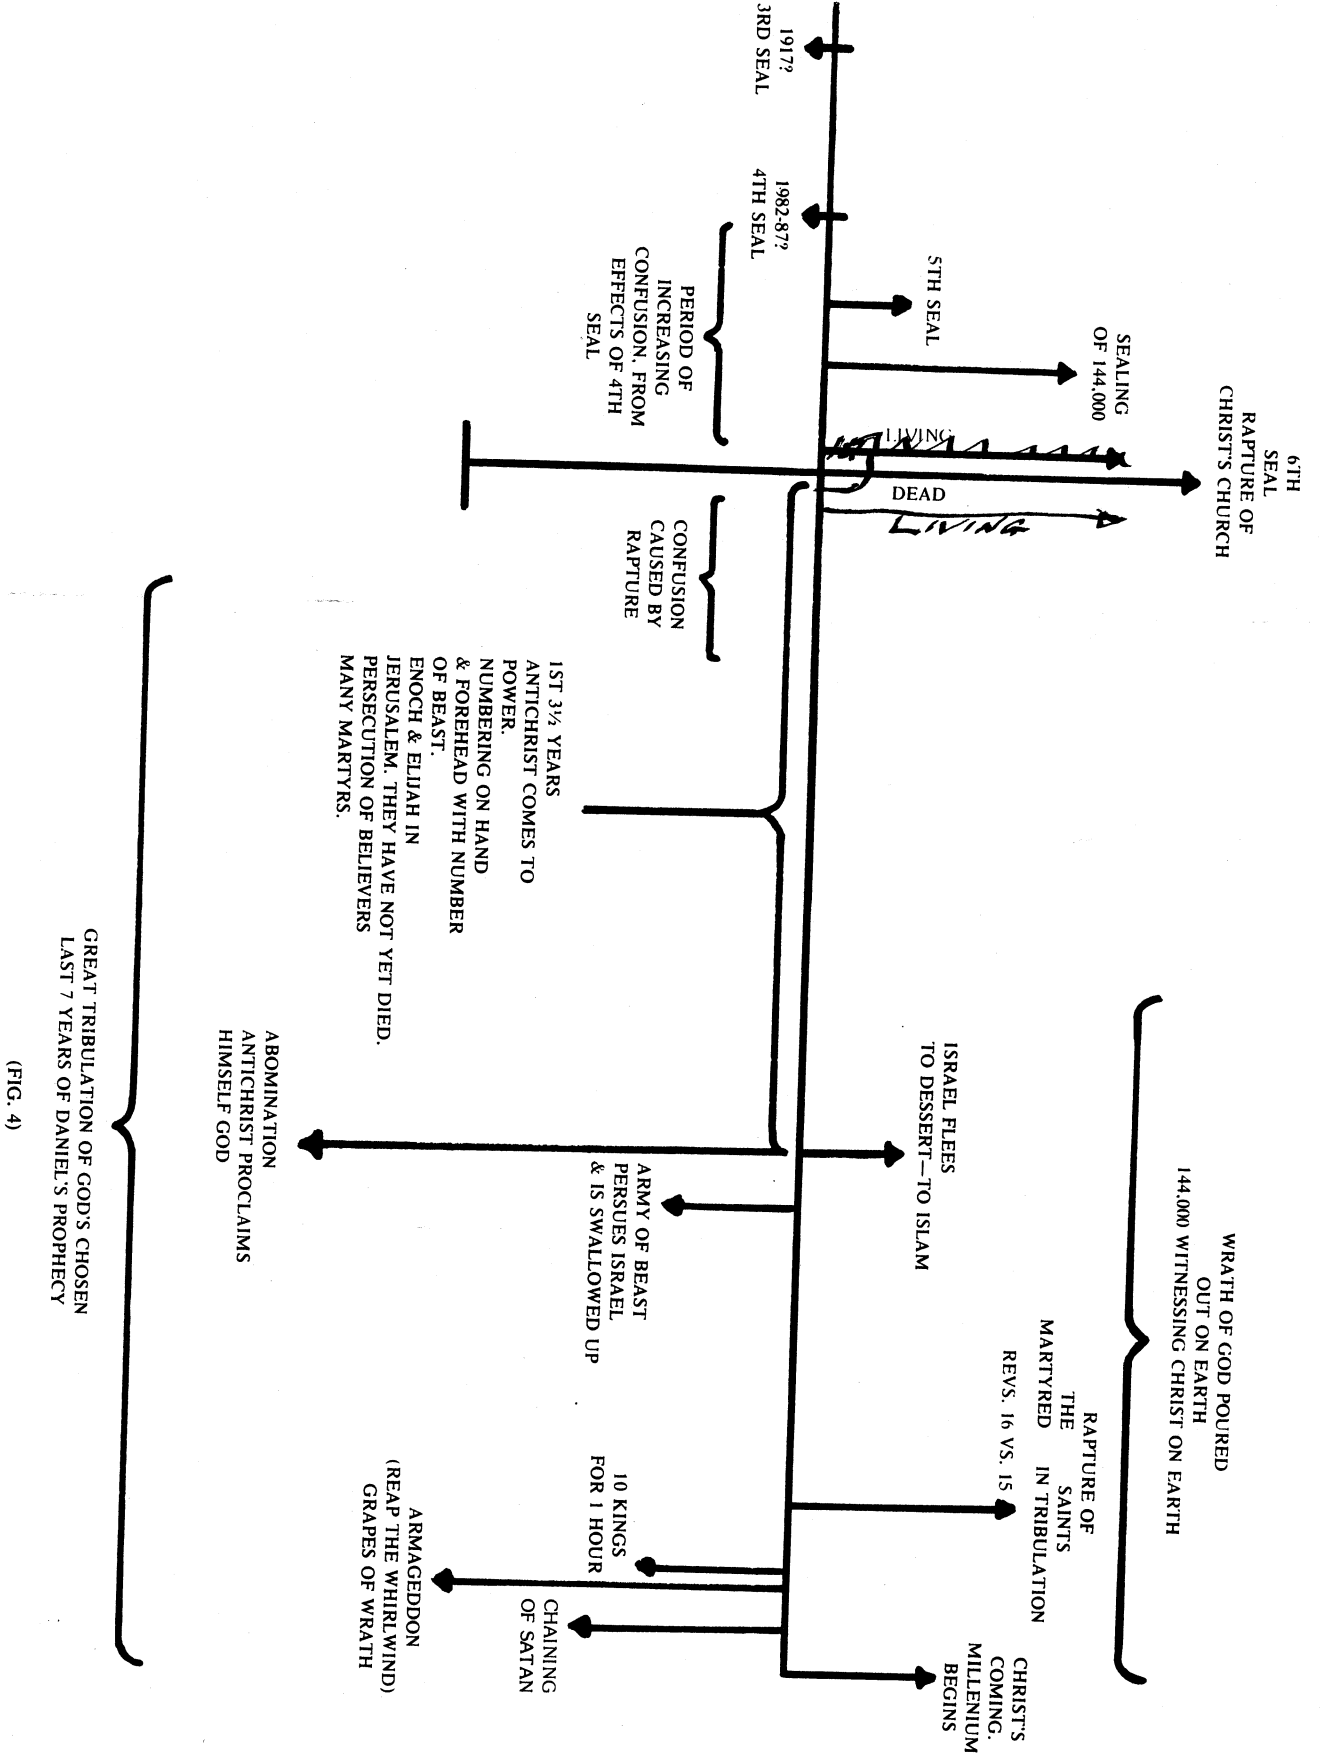 1917?
3RD SEAL
1982-87?
4TH SEAL
PERIOD OF
INCREASING
CONFUSION, FROM
EFFECTS OF 4TH
SEAL
5TH SEAL
SEALING
OF 144,000
6TH
SEAL
RAPTURE OF
CHRIST'S CHURCH
LIVING
DEAD
LIVING
CONFUSION
CAUSED BY
RAPTURE
1ST 3½ YEARS
ANTICHRIST COMES TO
POWER.
NUMBERING ON HAND
& FOREHEAD WITH NUMBER
OF BEAST.
ENOCH & ELIJAH IN
JERUSALEM. THEY HAVE NOT YET DIED.
PERSECUTION OF BELIEVERS
MANY MARTYRS.
WRATH OF GOD POURED
OUT ON EARTH
144,000 WITNESSING CHRIST ON EARTH
ISRAEL FLEES
TO DESSERT—TO ISLAM
ARMY OF BEAST
PERSUES ISRAEL
& IS SWALLOWED UP
ABOMINATION
ANTICHRIST PROCLAIMS
HIMSELF GOD
RAPTURE OF
THE SAINTS
MARTYRED IN TRIBULATION
REVS. 16 VS. 15
10 KINGS
FOR 1 HOUR
ARMAGEDDON
(REAP THE WHIRLWIND)
GRAPES OF WRATH
CHAINING
OF SATAN
CHRIST'S
COMING.
MILLENIUM
BEGINS
GREAT TRIBULATION OF GOD'S CHOSEN
LAST 7 YEARS OF DANIEL'S PROPHECY
(FIG. 4)